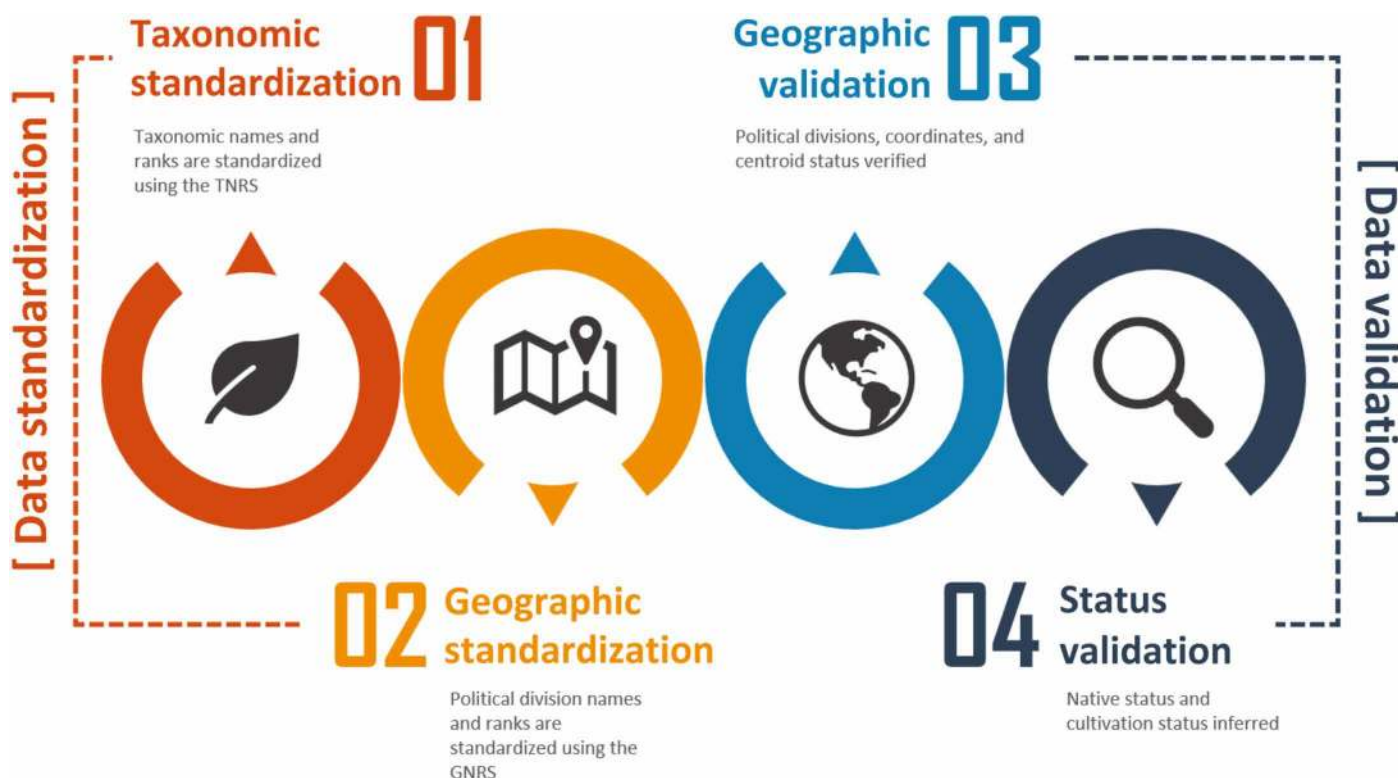 [ Data standardization ]
Taxonomic
standardization
01
Taxonomic names and
ranks are standardized
using the TNRS
02
Geographic
standardization
Political division names
and ranks are
standardized using the
GNRS
Geographic
validation
03
Political divisions, coordinates, and
centroid status verified
04
Status
validation
Native status and
cultivation status inferred
[ Data validation ]